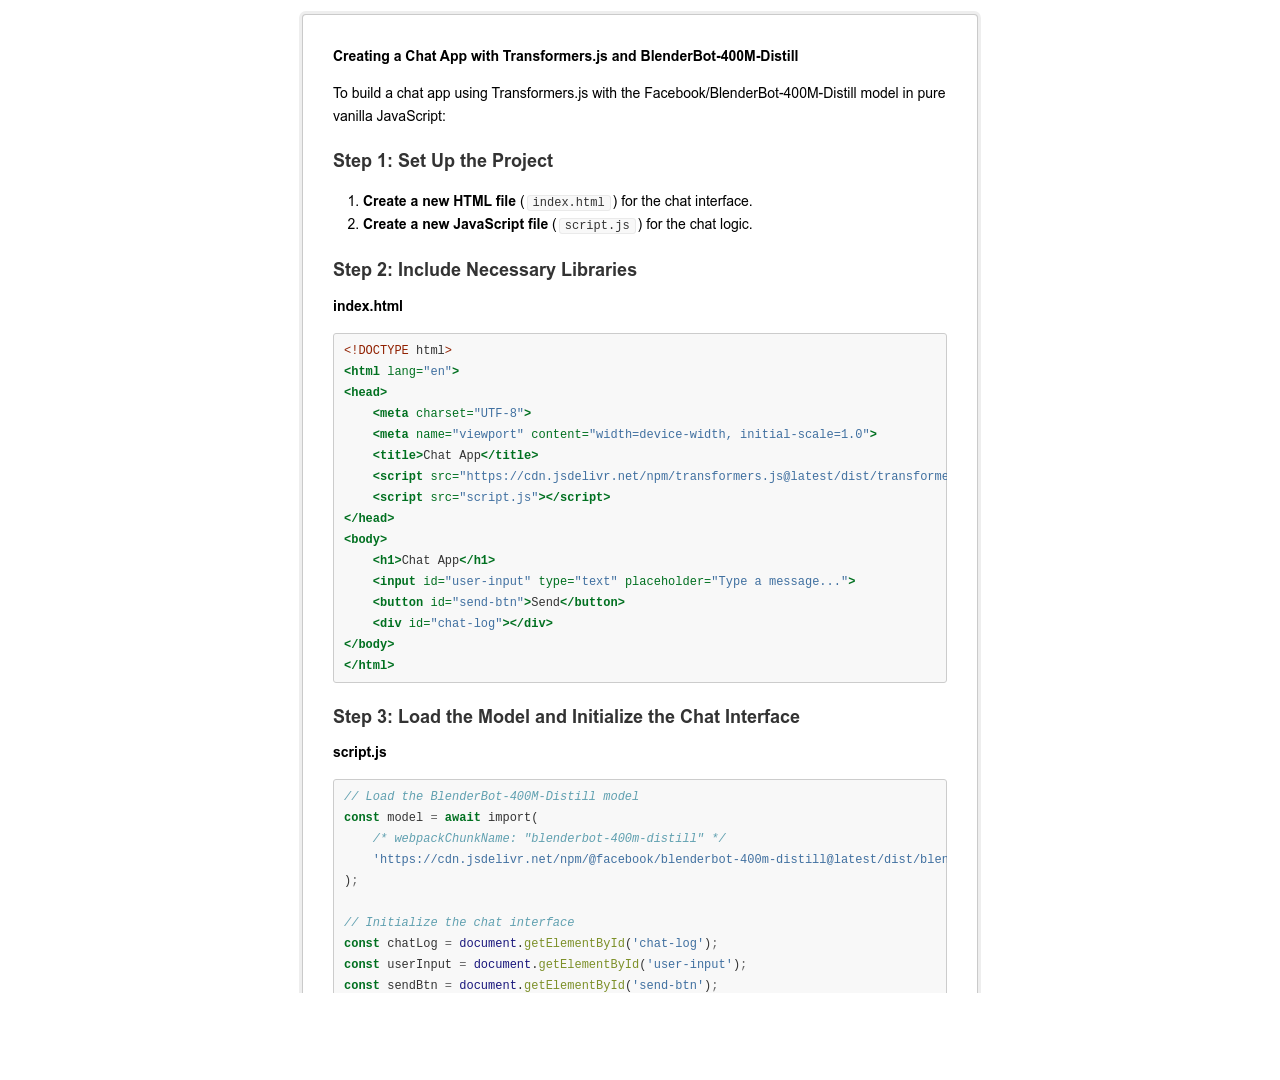 Creating a Chat App with Transformers.js and BlenderBot-400M-Distill
To build a chat app using Transformers.js with the Facebook/BlenderBot-400M-Distill model in pure
vanilla JavaScript:
Step 1: Set Up the Project
1. Create a new HTML file ( index.html ) for the chat interface.
2. Create a new JavaScript file ( script.js ) for the chat logic.
Step 2: Include Necessary Libraries
index.html
<!DOCTYPE html>
<html lang="en">
<head>
    <meta charset="UTF-8">
    <meta name="viewport" content="width=device-width, initial-scale=1.0">
    <title>Chat App</title>
    <script src="https://cdn.jsdelivr.net/npm/transformers.js@latest/dist/transforme
    <script src="script.js"></script>
</head>
<body>
    <h1>Chat App</h1>
    <input id="user-input" type="text" placeholder="Type a message...">
    <button id="send-btn">Send</button>
    <div id="chat-log"></div>
</body>
</html>
Step 3: Load the Model and Initialize the Chat Interface
script.js
// Load the BlenderBot-400M-Distill model
const model = await import(
    /* webpackChunkName: "blenderbot-400m-distill" */
    'https://cdn.jsdelivr.net/npm/@facebook/blenderbot-400m-distill@latest/dist/blen
);
// Initialize the chat interface
const chatLog = document.getElementById('chat-log');
const userInput = document.getElementById('user-input');
const sendBtn = document.getElementById('send-btn');